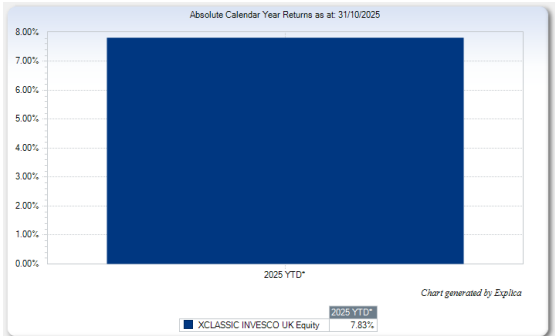 Absolute Calendar Year Returns as at: 31/10/2025
8.00%
7.00%
6.00%
5.00%
4.00%
3.00%
2.00%
1.00%
0.00%
2025 YTD*
Chart generated by Explica
2025 YTD*
XCLASSIC INVESCO UK Equity 7.83%